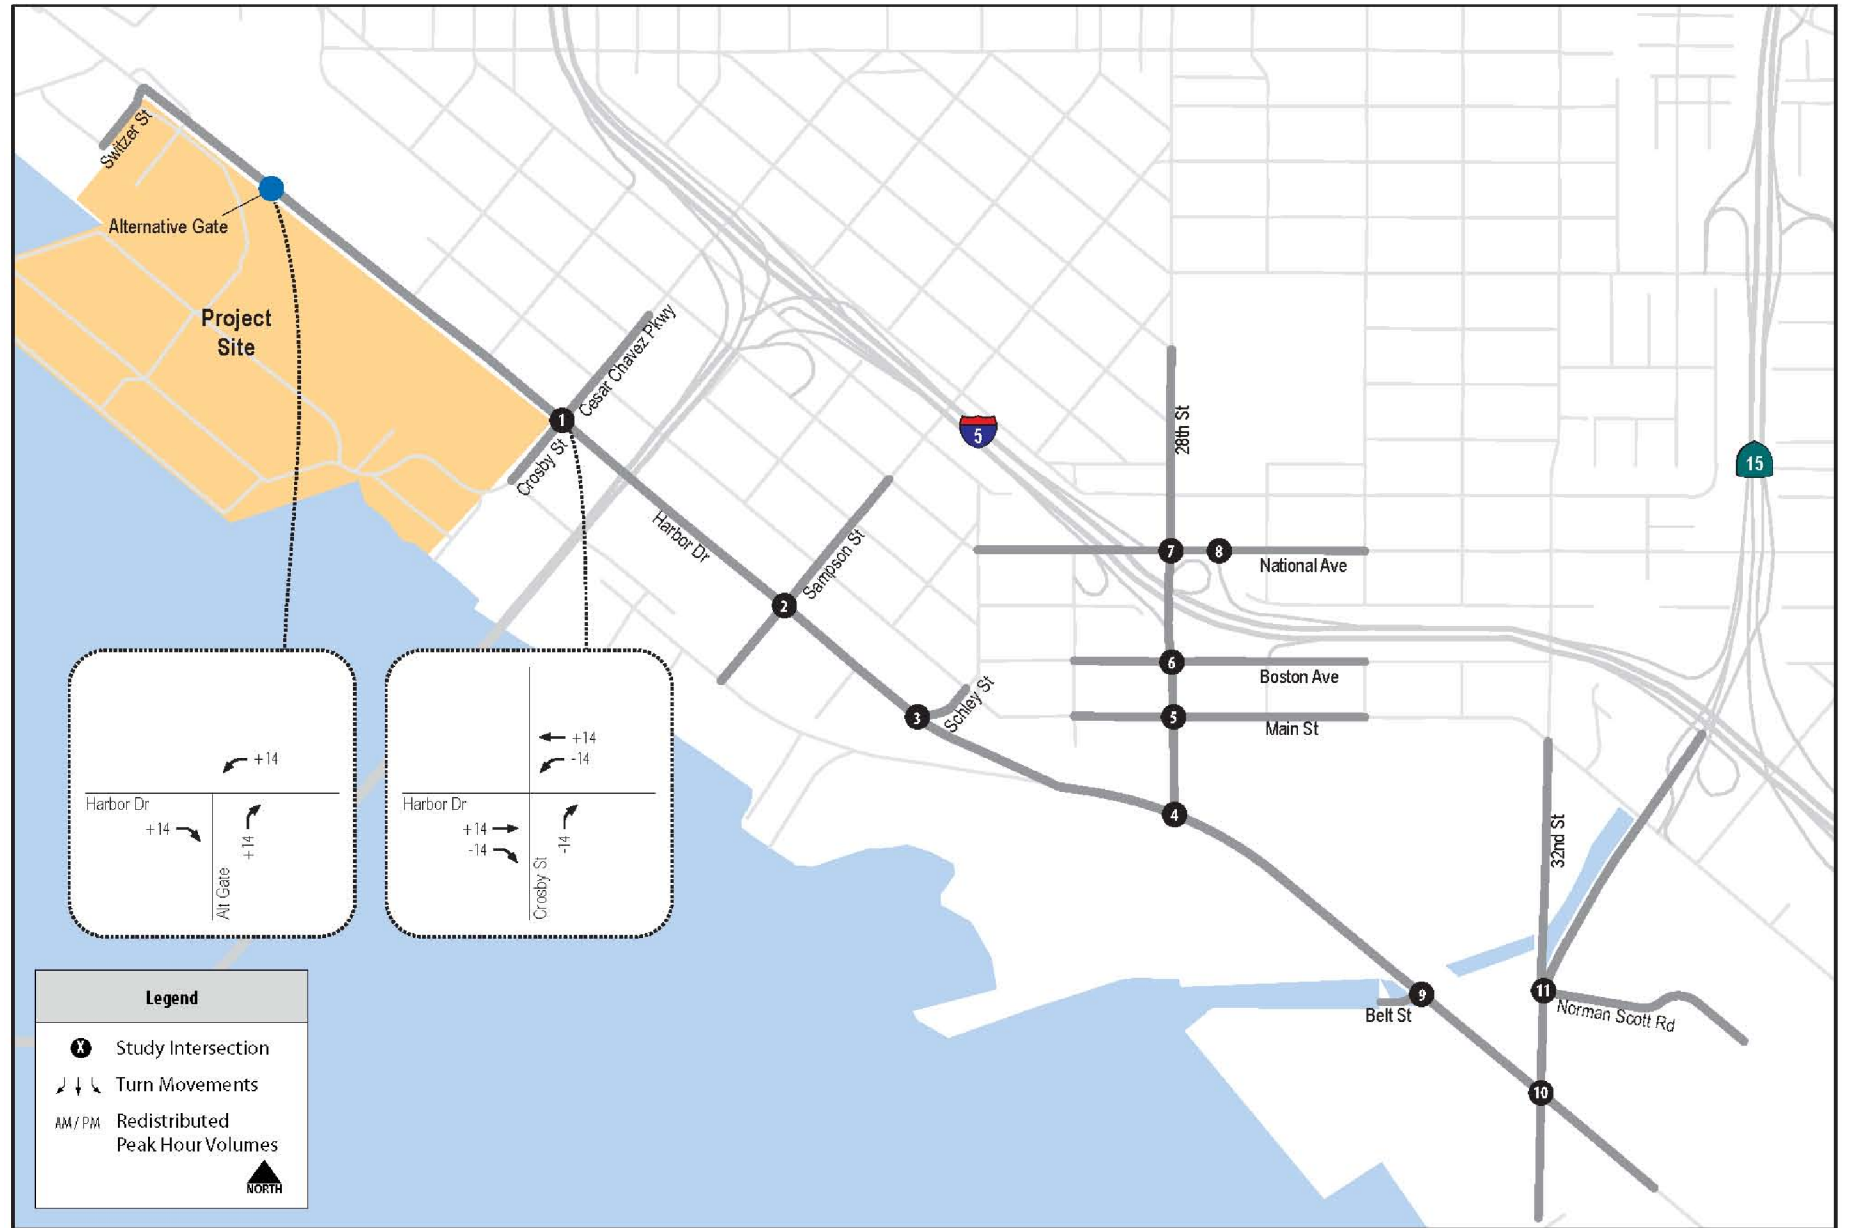 Switzer St
Alternative Gate
Project
Site
Cesar Chavez Pkwy
1
Crosby St
Harbor Dr
Sampson St
2
3
Schley St
5
28th St
15
7
8
National Ave
6
Boston Ave
5
Main St
4
32nd St
9
Belt St
11
Norman Scott Rd
10
+14
Harbor Dr
+14
+14
Alt Gate
+14
-14
Harbor Dr
+14
-14
-14
Crosby St
Legend
X Study Intersection
Turn Movements
AM / PM Redistributed
Peak Hour Volumes
NORTH